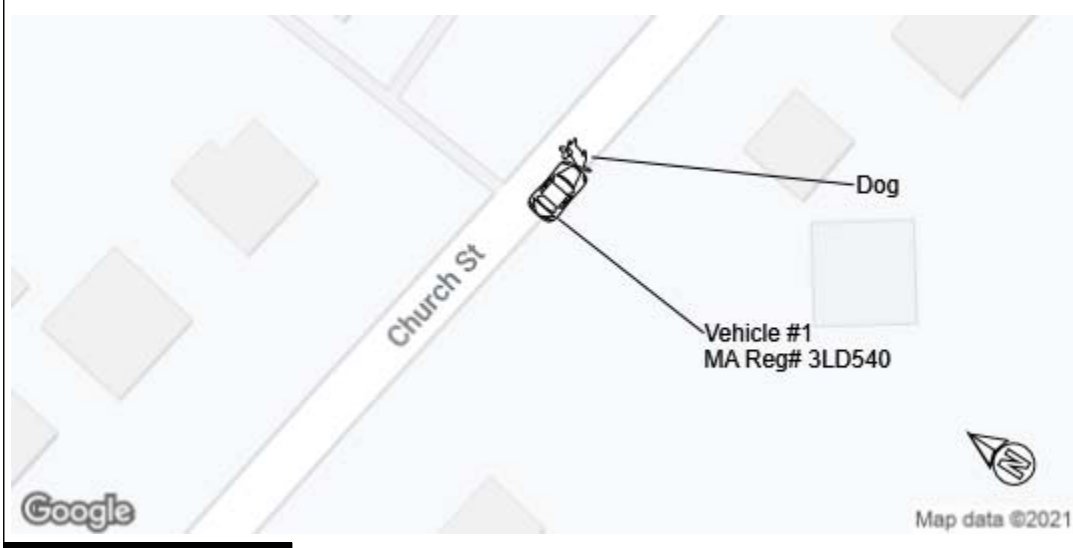 Dog
Church St
Vehicle #1
MA Reg# 3LD540
N
Google
Map data ©2021